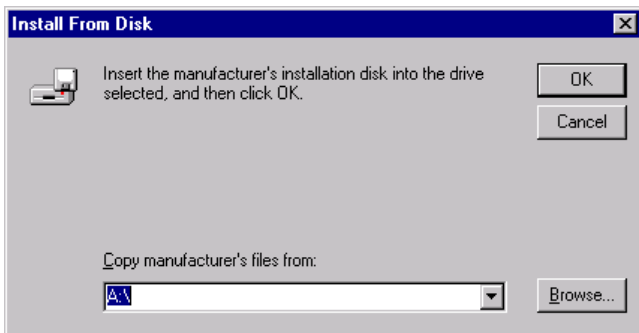 Install From Disk
Insert the manufacturer's installation disk into the drive
selected, and then click OK.
OK
Cancel
Copy manufacturer's files from:
A:\
Browse...